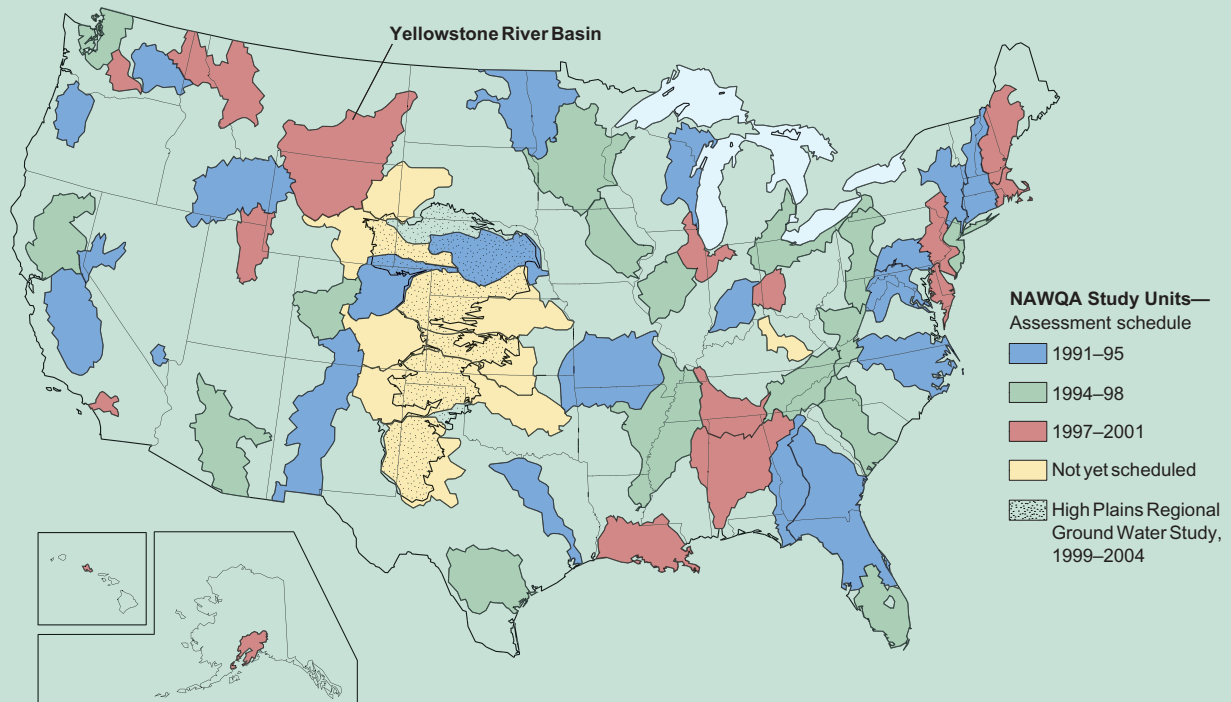 Yellowstone River Basin
NAWQA Study Units—
Assessment schedule
1991–95
1994–98
1997–2001
Not yet scheduled
High Plains Regional
Ground Water Study,
1999–2004